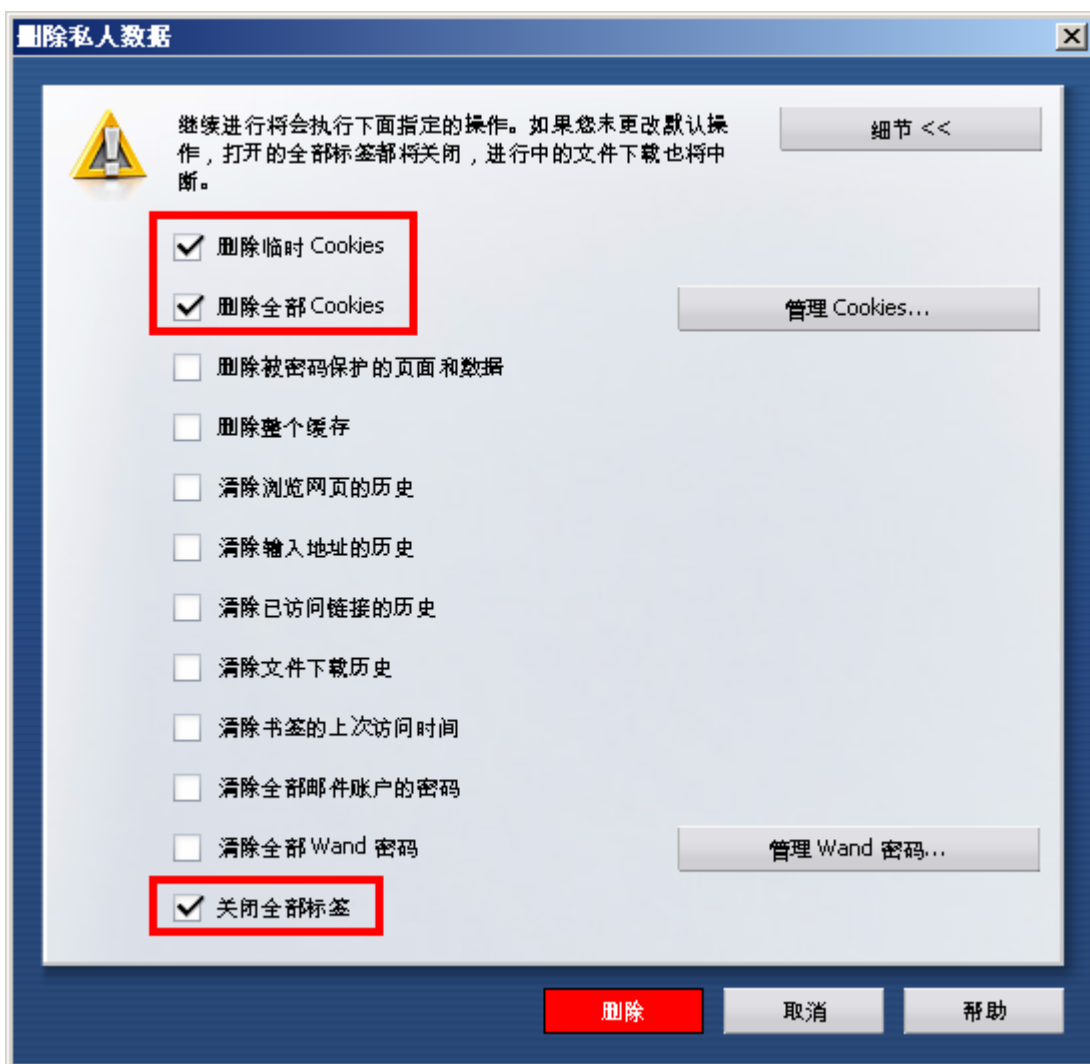 删除私人数据
继续进行将会执行下面指定的操作。如果您未更改默认操
作，打开的全部标签都将关闭，进行中的文件下载也将中
断。
细节 <<
删除临时 Cookies
删除全部 Cookies
管理 Cookies...
删除被密码保护的页面和数据
删除整个缓存
清除浏览网页的历史
清除输入地址的历史
清除已访问链接的历史
清除文件下载历史
清除书签的上次访问时间
清除全部邮件账户的密码
清除全部 Wand 密码
管理 Wand 密码...
关闭全部标签
删除
取消
帮助